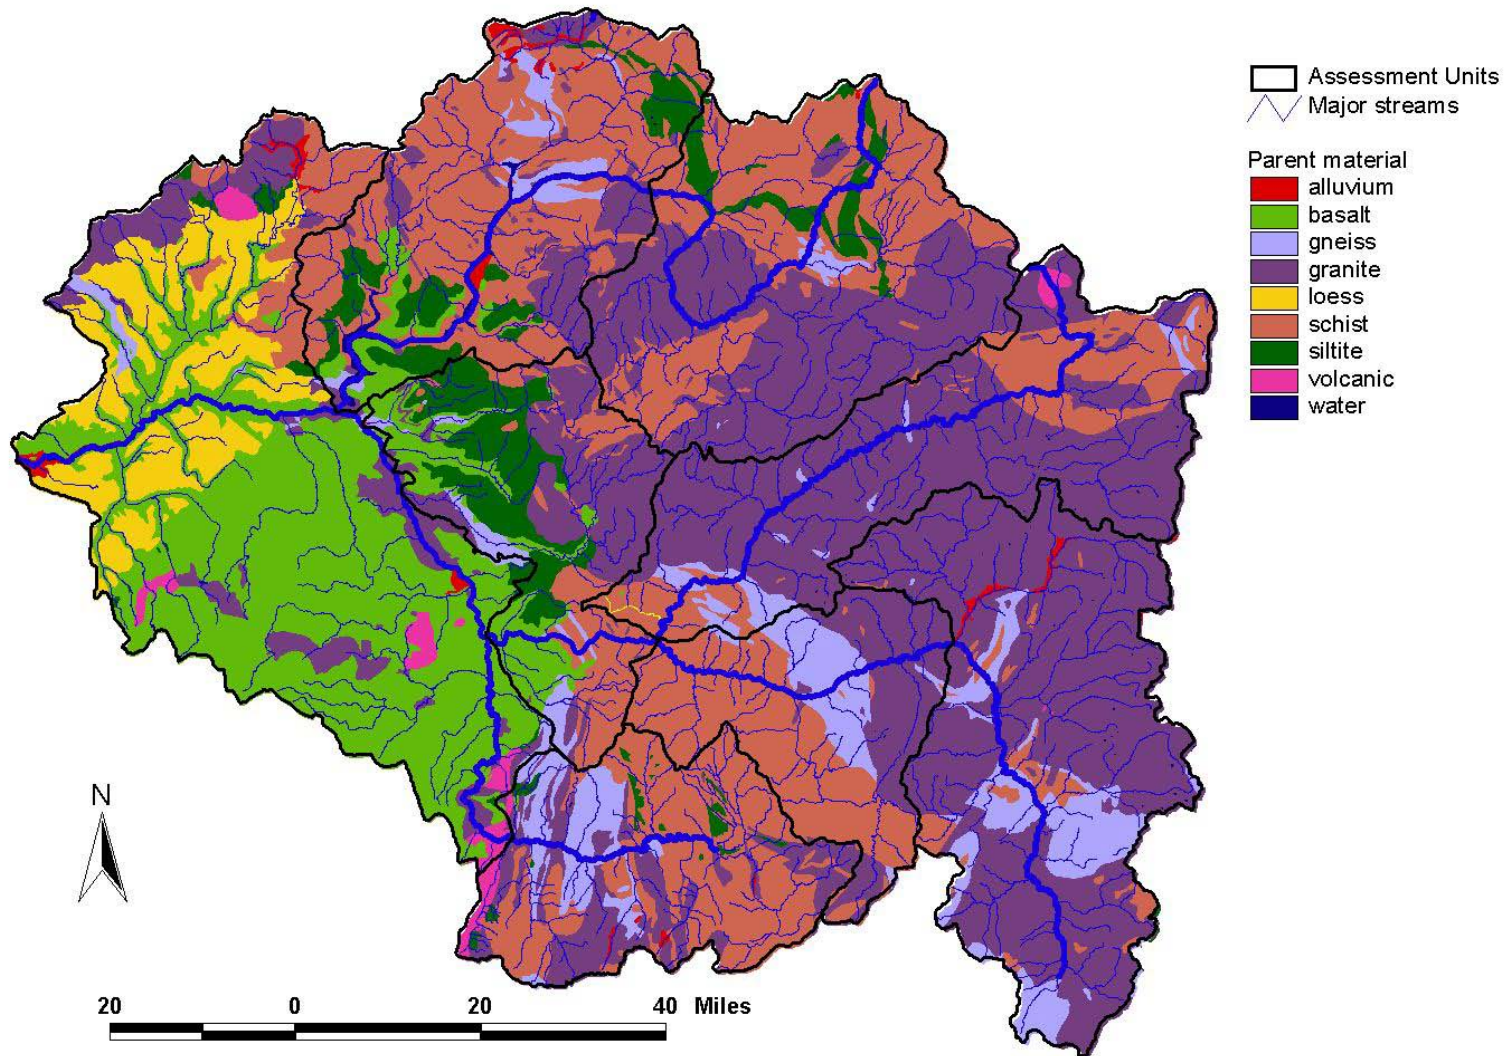 Assessment Units
Major streams
Parent material
alluvium
basalt
gneiss
granite
loess
schist
siltite
volcanic
water
N
20 0 20 40 Miles